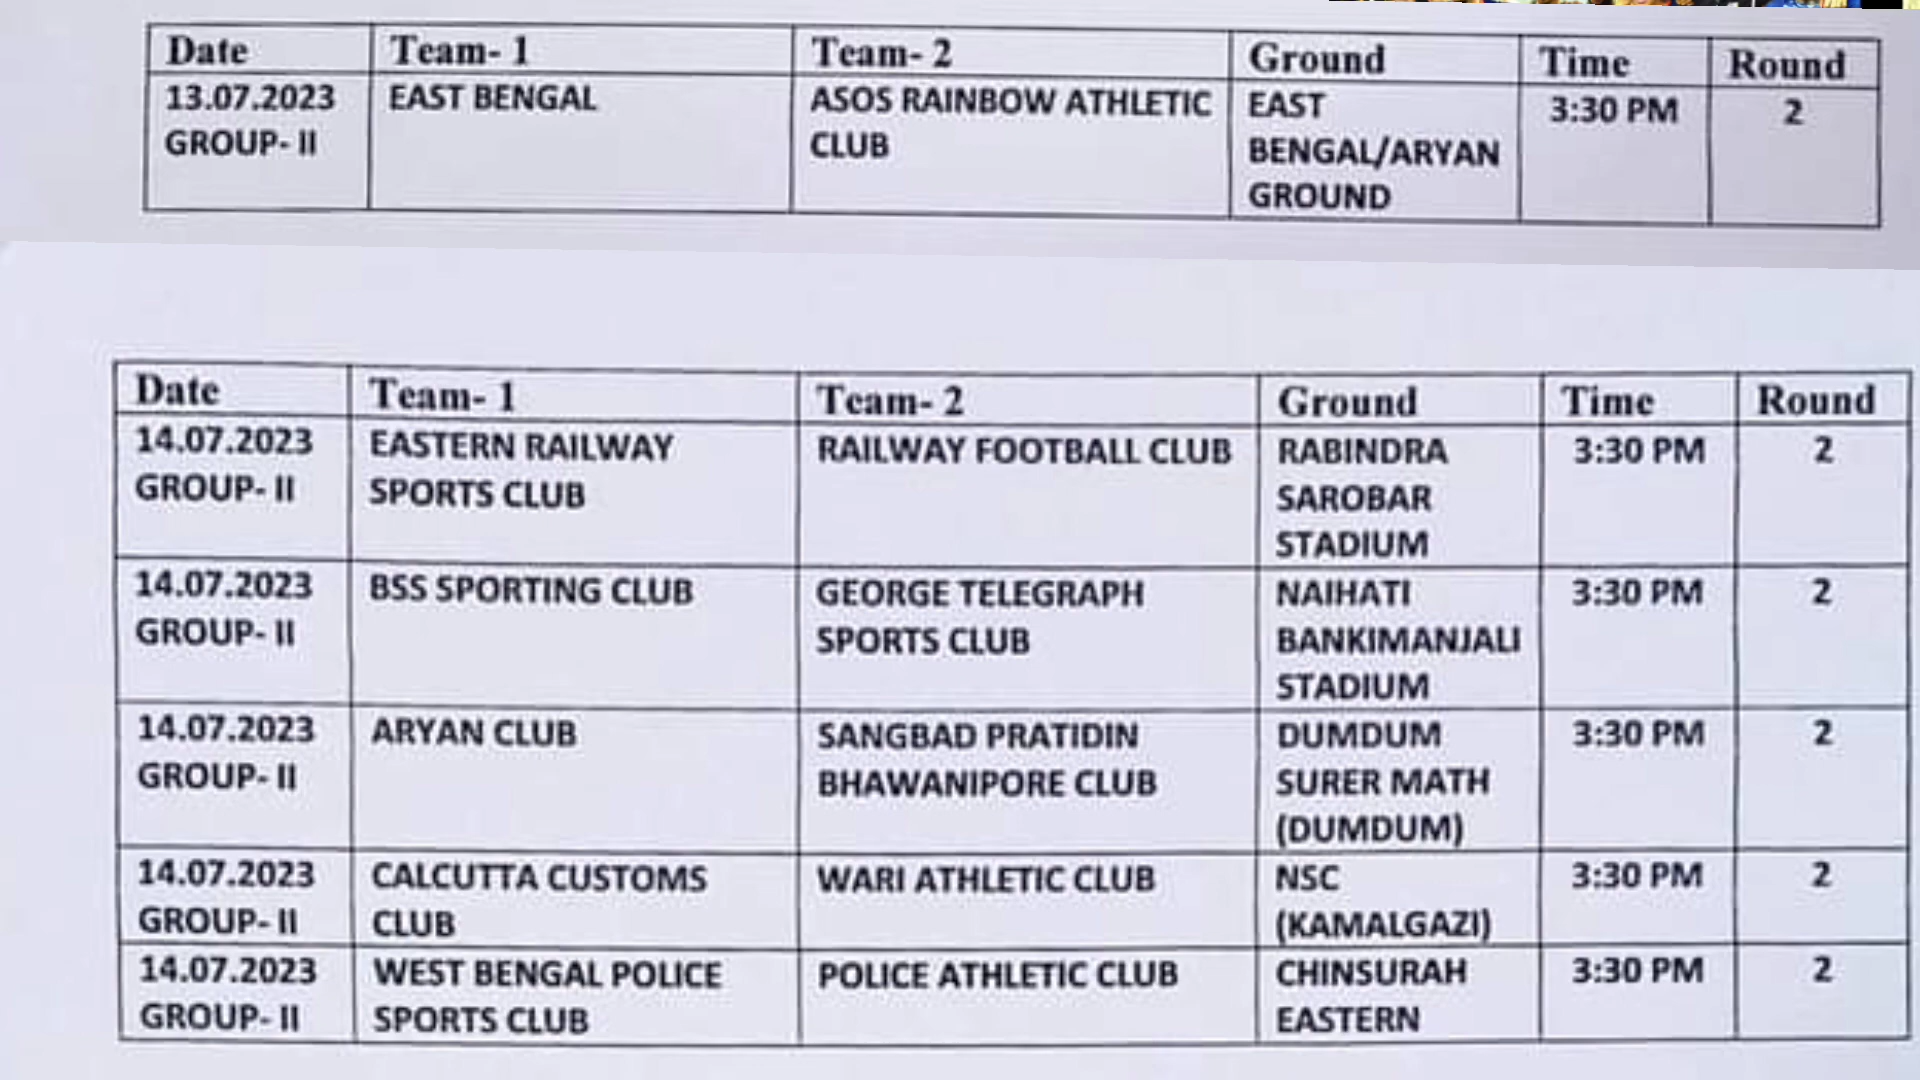 Date Team- 1 Team- 2 Ground Time Round
13.07.2023 EAST BENGAL ASOS RAINBOW ATHLETIC EAST 3:30 PM 2
GROUP- II CLUB BENGAL/ARYAN
GROUND
Date Team- 1 Team- 2 Ground Time Round
14.07.2023 EASTERN RAILWAY RAILWAY FOOTBALL CLUB RABINDRA 3:30 PM 2
GROUP- II SPORTS CLUB SAROBAR
STADIUM
14.07.2023 BSS SPORTING CLUB GEORGE TELEGRAPH NAIHATI 3:30 PM 2
GROUP- II SPORTS CLUB BANKIMANJALI
STADIUM
14.07.2023 ARYAN CLUB SANGBAD PRATIDIN DUMDUM 3:30 PM 2
GROUP- II BHAWANIPORE CLUB SURER MATH
(DUMDUM)
14.07.2023 CALCUTTA CUSTOMS WARI ATHLETIC CLUB NSC 3:30 PM 2
GROUP- II CLUB (KAMALGAZI)
14.07.2023 WEST BENGAL POLICE POLICE ATHLETIC CLUB CHINSURAH 3:30 PM 2
GROUP- II SPORTS CLUB EASTERN